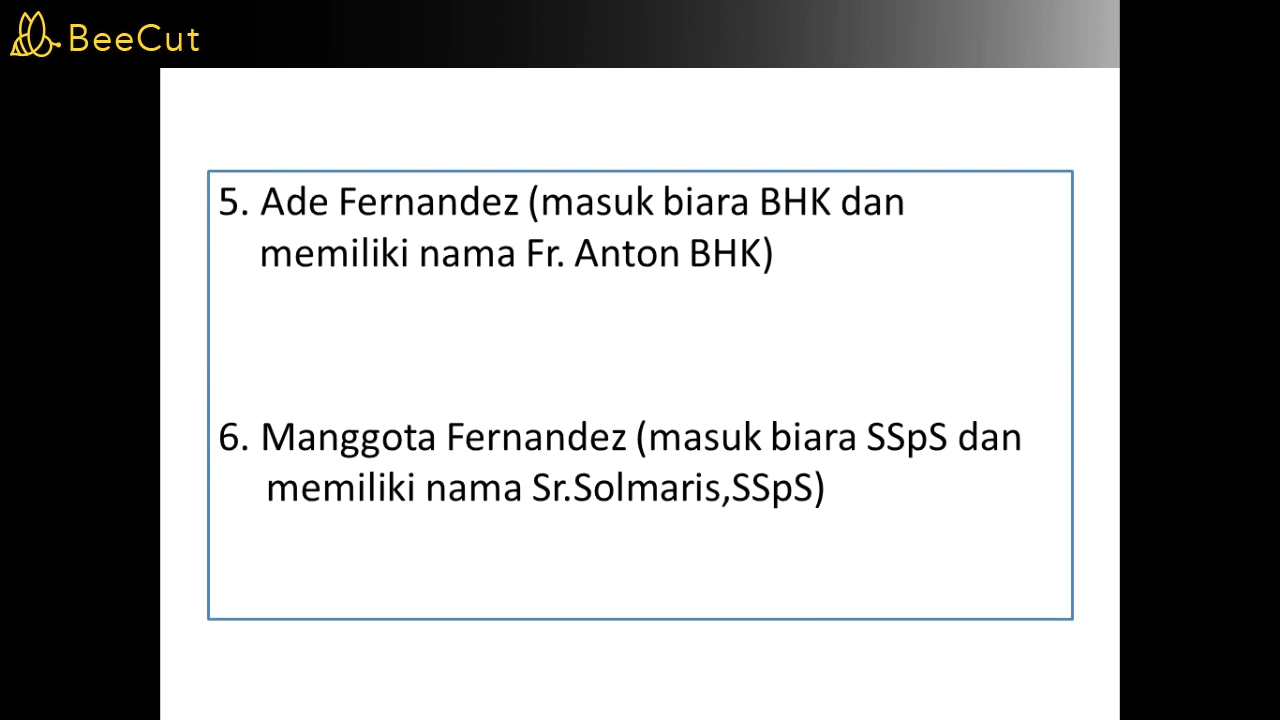 BeeCut
5. Ade Fernandez (masuk biara BHK dan
memiliki nama Fr. Anton BHK)
6. Manggota Fernandez (masuk biara SSpS dan
memiliki nama Sr.Solmaris,SSpS)